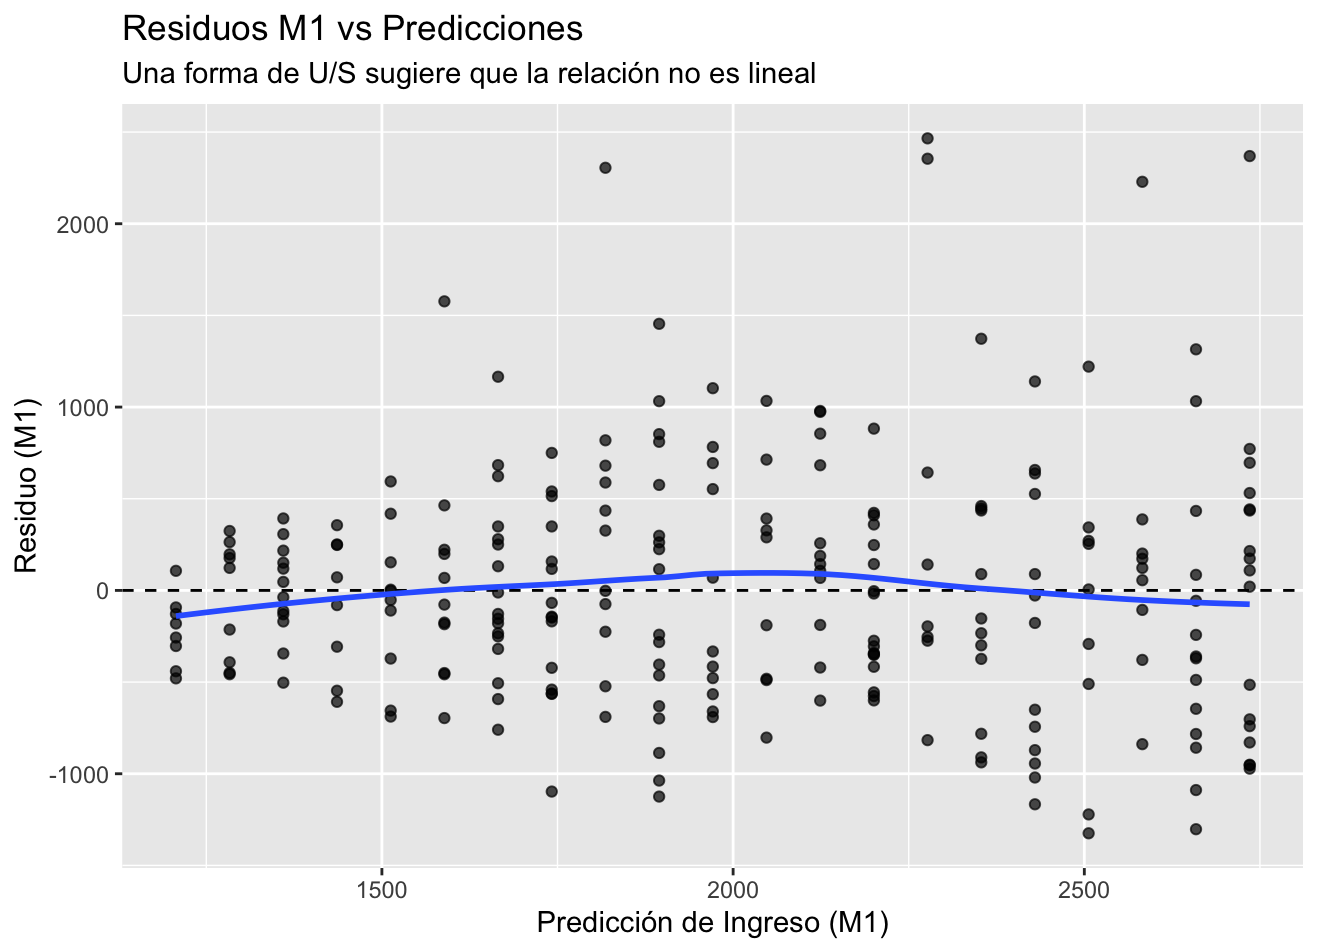 Residuos M1 vs Predicciones
Una forma de U/S sugiere que la relación no es lineal
Residuo (M1)
2000
1000
0
-1000
1500
2000
2500
Predicción de Ingreso (M1)